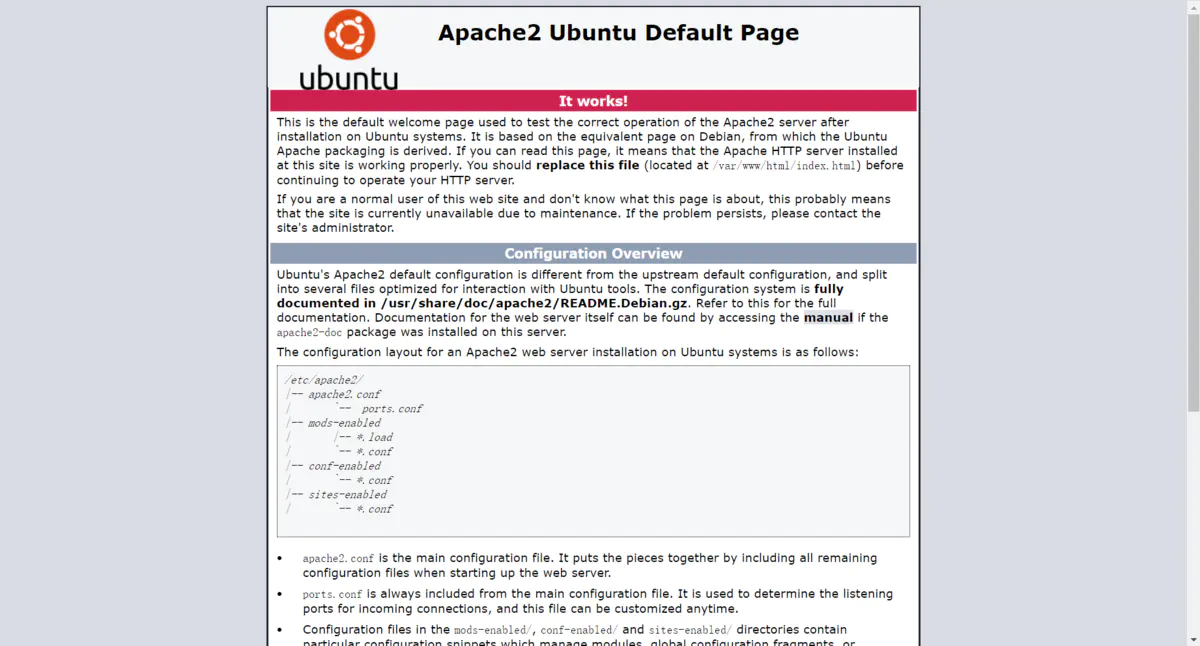 Apache2 Ubuntu Default Page
ubuntu
It works!
This is the default welcome page used to test the correct operation of the Apache2 server after
installation on Ubuntu systems. It is based on the equivalent page on Debian, from which the Ubuntu
Apache packaging is derived. If you can read this page, it means that the Apache HTTP server installed
at this site is working properly. You should replace this file (located at /var/www/html/index.html) before
continuing to operate your HTTP server.
If you are a normal user of this web site and don't know what this page is about, this probably means
that the site is currently unavailable due to maintenance. If the problem persists, please contact the
site's administrator.
Configuration Overview
Ubuntu's Apache2 default configuration is different from the upstream default configuration, and split
into several files optimized for interaction with Ubuntu tools. The configuration system is fully
documented in /usr/share/doc/apache2/README.Debian.gz. Refer to this for the full
documentation. Documentation for the web server itself can be found by accessing the manual if the
apache2-doc package was installed on this server.
The configuration layout for an Apache2 web server installation on Ubuntu systems is as follows:
/etc/apache2/
|-- apache2.conf
|       `--  ports.conf
|-- mods-enabled
|       |-- *.load
|       `-- *.conf
|-- conf-enabled
|       `-- *.conf
|-- sites-enabled
|       `-- *.conf
• apache2.conf is the main configuration file. It puts the pieces together by including all remaining
configuration files when starting up the web server.
• ports.conf is always included from the main configuration file. It is used to determine the listening
ports for incoming connections, and this file can be customized anytime.
• Configuration files in the mods-enabled/, conf-enabled/ and sites-enabled/ directories contain
particular configuration snippets which manage modules, global configuration fragments, or